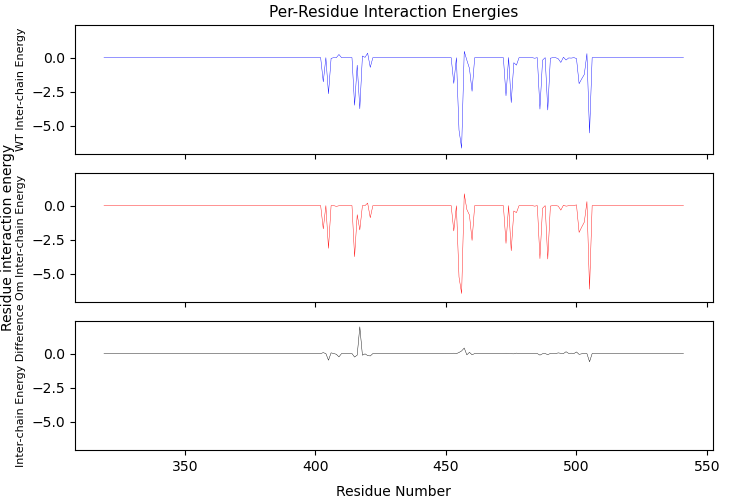 Per-Residue Interaction Energies
Residue interaction energy
WT Inter-chain Energy
0.0
−2.5
−5.0
Om Inter-chain Energy
0.0
−2.5
−5.0
Inter-chain Energy Difference
0.0
−2.5
−5.0
350 400 450 500 550
Residue Number